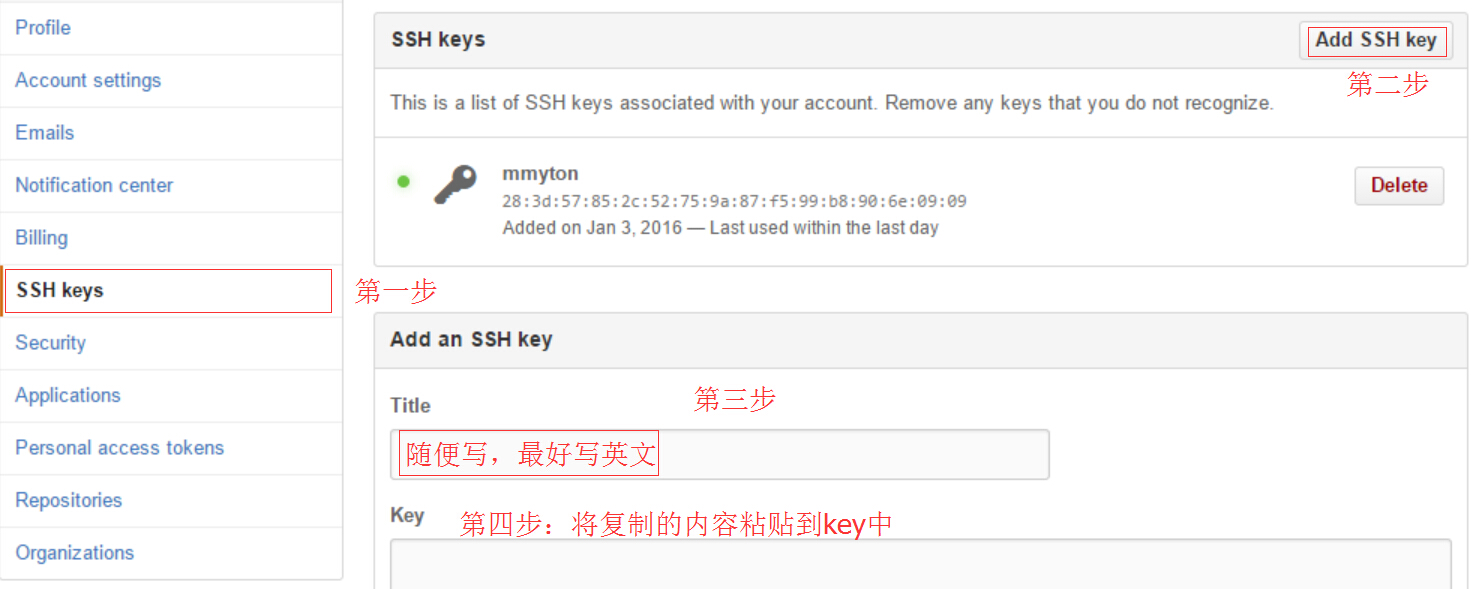 Profile
Account settings
Emails
Notification center
Billing
SSH keys
第一步
Security
Applications
Personal access tokens
Repositories
Organizations
SSH keys
Add SSH key
第二步
This is a list of SSH keys associated with your account. Remove any keys that you do not recognize.
mmyton
28:3d:57:85:2c:52:75:9a:87:f5:99:b8:90:6e:09:09
Added on Jan 3, 2016 — Last used within the last day
Delete
Add an SSH key
Title
第三步
随便写，最好写英文
Key
第四步：将复制的内容粘贴到key中